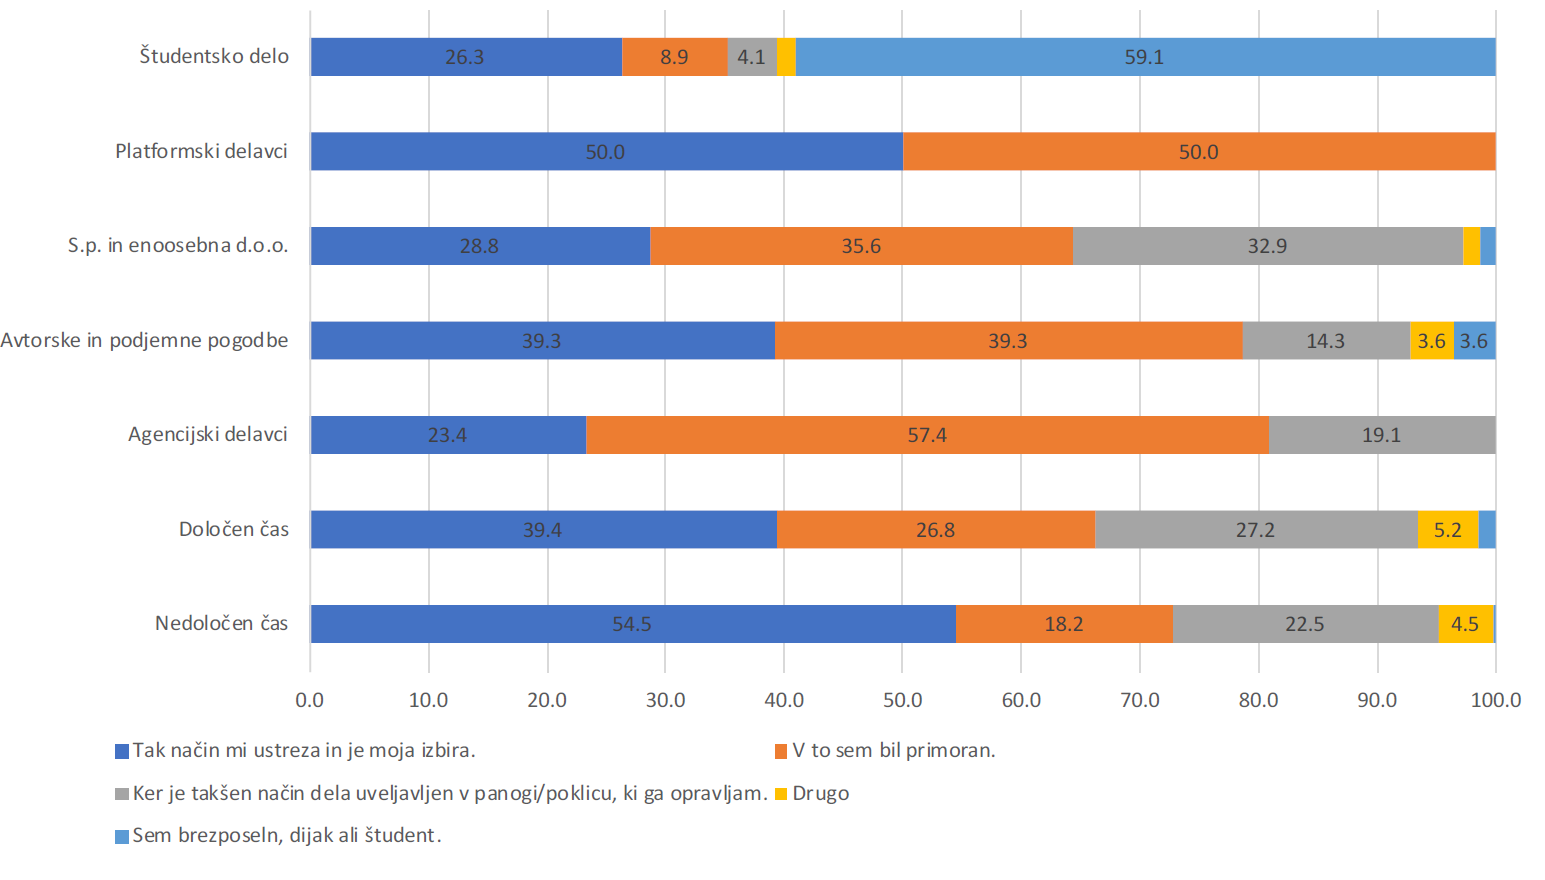 Študentsko delo
26.3 8.9 4.1 59.1
Platformski delavci
50.0 50.0
S.p. in enoosebna d.o.o.
28.8 35.6 32.9
Avtorske in podjemne pogodbe
39.3 39.3 14.3 3.6 3.6
Agencijski delavci
23.4 57.4 19.1
Določen čas
39.4 26.8 27.2 5.2
Nedoločen čas
54.5 18.2 22.5 4.5
0.0 10.0 20.0 30.0 40.0 50.0 60.0 70.0 80.0 90.0 100.0
Tak način mi ustreza in je moja izbira.
V to sem bil primoran.
Ker je takšen način dela uveljavljen v panogi/poklicu, ki ga opravljam.
Drugo
Sem brezposeln, dijak ali študent.